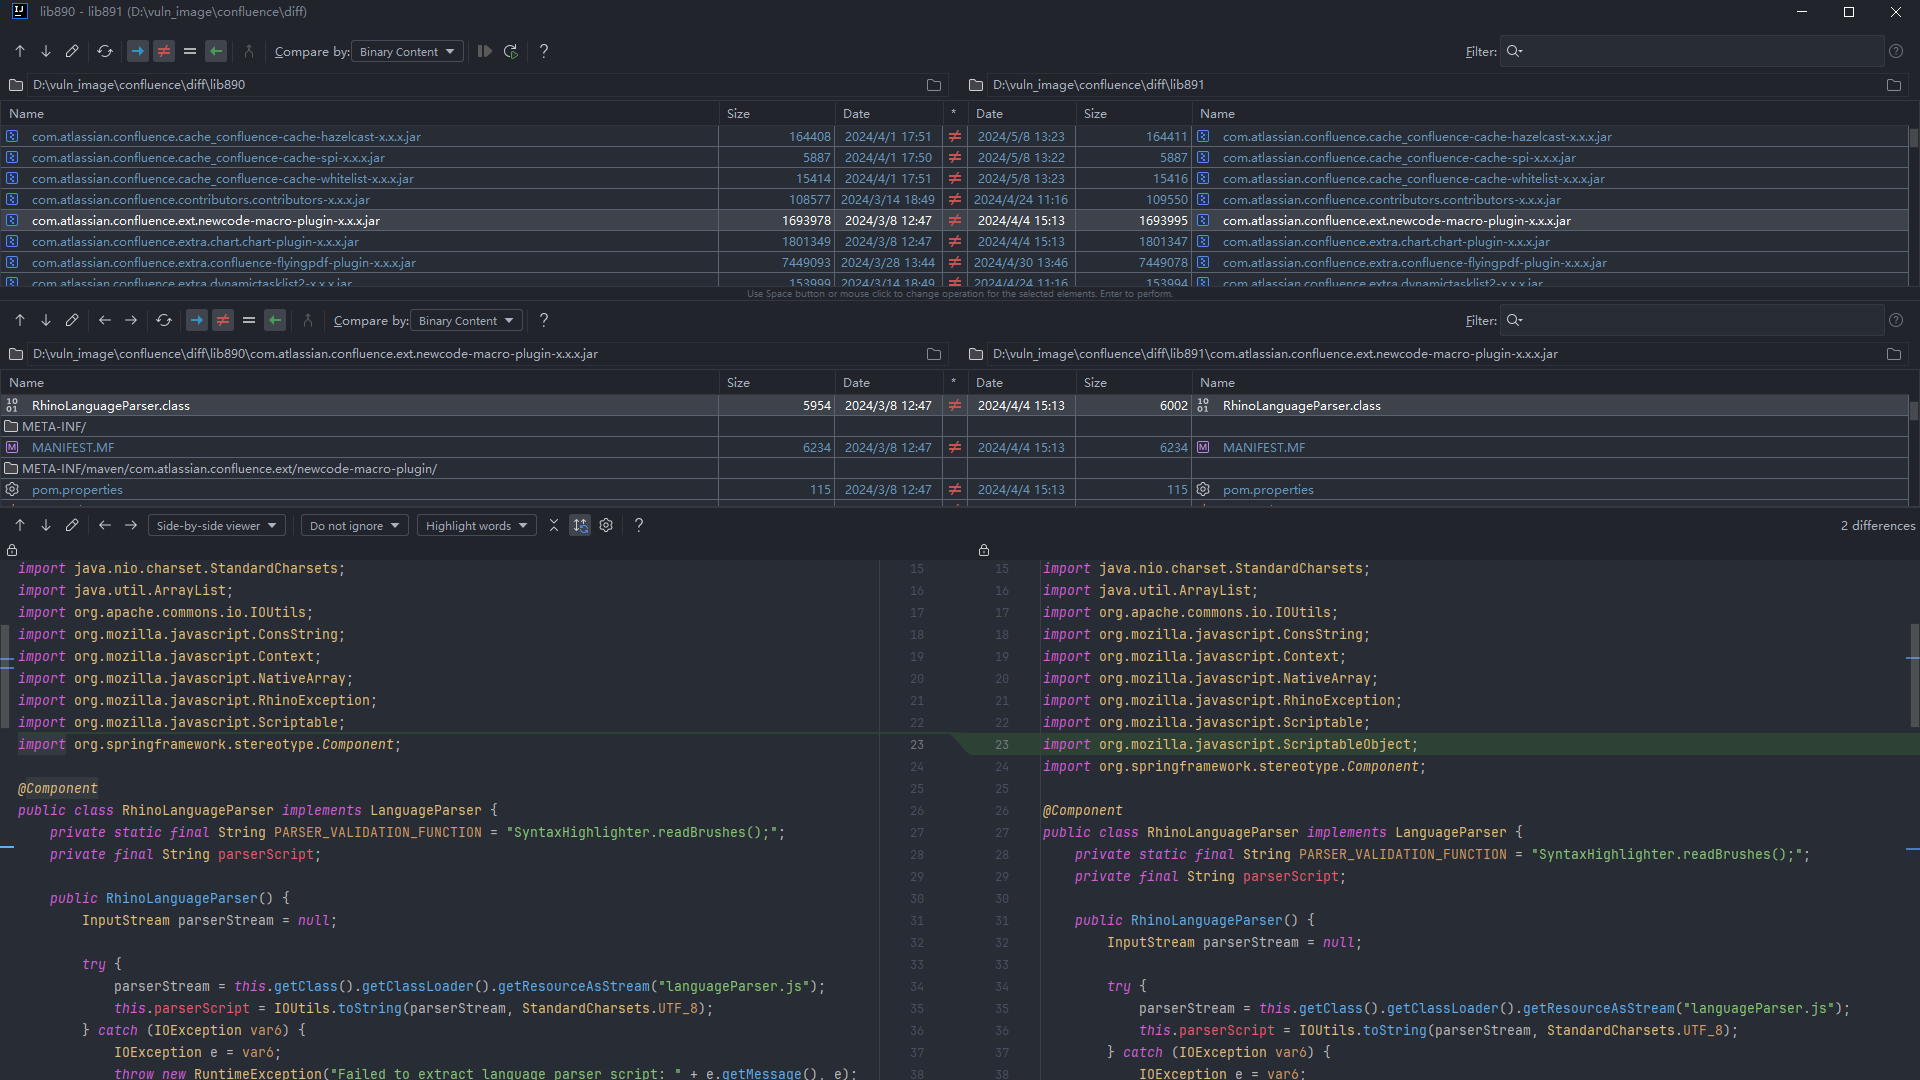 lib890 - lib891 (D:\vuln_image\confluence\diff)
Compare by: Binary Content ? Filter:
D:\vuln_image\confluence\diff\lib890 D:\vuln_image\confluence\diff\lib891
Name Size Date * Date Size Name
com.atlassian.confluence.cache_confluence-cache-hazelcast-x.x.x.jar 164408 2024/4/1 17:51 ≠ 2024/5/8 13:23 164411 com.atlassian.confluence.cache_confluence-cache-hazelcast-x.x.x.jar
com.atlassian.confluence.cache_confluence-cache-spi-x.x.x.jar 5887 2024/4/1 17:50 ≠ 2024/5/8 13:22 5887 com.atlassian.confluence.cache_confluence-cache-spi-x.x.x.jar
com.atlassian.confluence.cache_confluence-cache-whitelist-x.x.x.jar 15414 2024/4/1 17:51 ≠ 2024/5/8 13:23 15416 com.atlassian.confluence.cache_confluence-cache-whitelist-x.x.x.jar
com.atlassian.confluence.contributors.contributors-x.x.x.jar 108577 2024/3/14 18:49 ≠ 2024/4/24 11:16 109550 com.atlassian.confluence.contributors.contributors-x.x.x.jar
com.atlassian.confluence.ext.newcode-macro-plugin-x.x.x.jar 1693978 2024/3/8 12:47 ≠ 2024/4/4 15:13 1693995 com.atlassian.confluence.ext.newcode-macro-plugin-x.x.x.jar
com.atlassian.confluence.extra.chart.chart-plugin-x.x.x.jar 1801349 2024/3/8 12:47 ≠ 2024/4/4 15:13 1801347 com.atlassian.confluence.extra.chart.chart-plugin-x.x.x.jar
com.atlassian.confluence.extra.confluence-flyingpdf-plugin-x.x.x.jar 7449093 2024/3/28 13:44 ≠ 2024/4/30 13:46 7449078 com.atlassian.confluence.extra.confluence-flyingpdf-plugin-x.x.x.jar
com.atlassian.confluence.extra.dynamictasklist2-x.x.x.jar 153999 2024/3/14 18:49 ≠ 2024/4/24 11:16 153994 com.atlassian.confluence.extra.dynamictasklist2-x.x.x.jar
Use Space button or mouse click to change operation for the selected elements. Enter to perform.
Compare by: Binary Content ? Filter:
D:\vuln_image\confluence\diff\lib890\com.atlassian.confluence.ext.newcode-macro-plugin-x.x.x.jar D:\vuln_image\confluence\diff\lib891\com.atlassian.confluence.ext.newcode-macro-plugin-x.x.x.jar
Name Size Date * Date Size Name
RhinoLanguageParser.class 5954 2024/3/8 12:47 ≠ 2024/4/4 15:13 6002 RhinoLanguageParser.class
META-INF/
MANIFEST.MF 6234 2024/3/8 12:47 ≠ 2024/4/4 15:13 6234 MANIFEST.MF
META-INF/maven/com.atlassian.confluence.ext/newcode-macro-plugin/
pom.properties 115 2024/3/8 12:47 ≠ 2024/4/4 15:13 115 pom.properties
Side-by-side viewer Do not ignore Highlight words ? 2 differences
import java.nio.charset.StandardCharsets; 15 15 import java.nio.charset.StandardCharsets;
import java.util.ArrayList; 16 16 import java.util.ArrayList;
import org.apache.commons.io.IOUtils; 17 17 import org.apache.commons.io.IOUtils;
import org.mozilla.javascript.ConsString; 18 18 import org.mozilla.javascript.ConsString;
import org.mozilla.javascript.Context; 19 19 import org.mozilla.javascript.Context;
import org.mozilla.javascript.NativeArray; 20 20 import org.mozilla.javascript.NativeArray;
import org.mozilla.javascript.RhinoException; 21 21 import org.mozilla.javascript.RhinoException;
import org.mozilla.javascript.Scriptable; 22 22 import org.mozilla.javascript.Scriptable;
import org.springframework.stereotype.Component; 23 23 import org.mozilla.javascript.ScriptableObject;
24 24 import org.springframework.stereotype.Component;
@Component 25 25
public class RhinoLanguageParser implements LanguageParser { 26 26 @Component
private static final String PARSER_VALIDATION_FUNCTION = "SyntaxHighlighter.readBrushes();"; 27 27 public class RhinoLanguageParser implements LanguageParser {
private final String parserScript; 28 28 private static final String PARSER_VALIDATION_FUNCTION = "SyntaxHighlighter.readBrushes();";
29 29 private final String parserScript;
public RhinoLanguageParser() { 30 30
InputStream parserStream = null; 31 31 public RhinoLanguageParser() {
32 32 InputStream parserStream = null;
try { 33 33
parserStream = this.getClass().getClassLoader().getResourceAsStream("languageParser.js"); 34 34 try {
this.parserScript = IOUtils.toString(parserStream, StandardCharsets.UTF_8); 35 35 parserStream = this.getClass().getClassLoader().getResourceAsStream("languageParser.js");
} catch (IOException var6) { 36 36 this.parserScript = IOUtils.toString(parserStream, StandardCharsets.UTF_8);
IOException e = var6; 37 37 } catch (IOException var6) {
throw new RuntimeException("Failed to extract language parser script: " + e.getMessage(), e); 38 38 IOException e = var6;